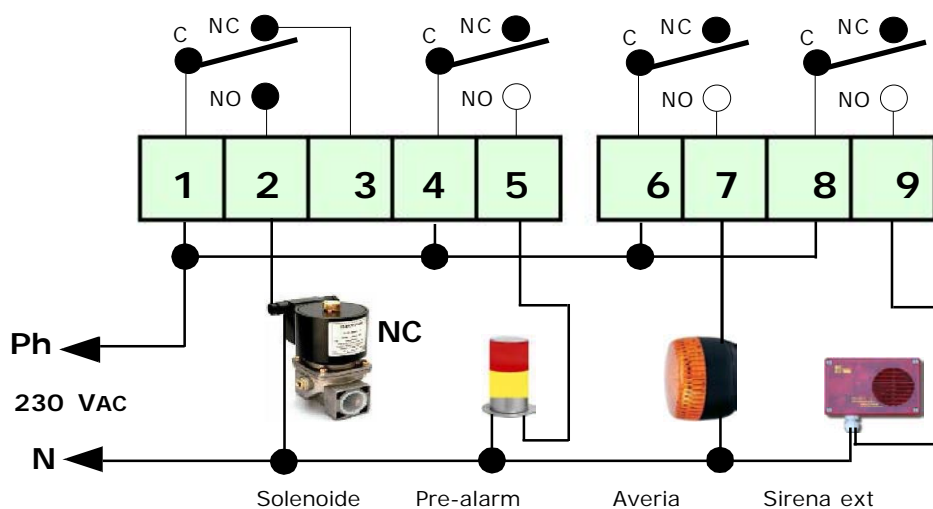 NC NC NC NC
C C C C
NO NO NO NO
1 2 3 4 5 6 7 8 9
NC
Ph
230 VAC
N
Solenoide Pre-alarm Averia Sirena ext